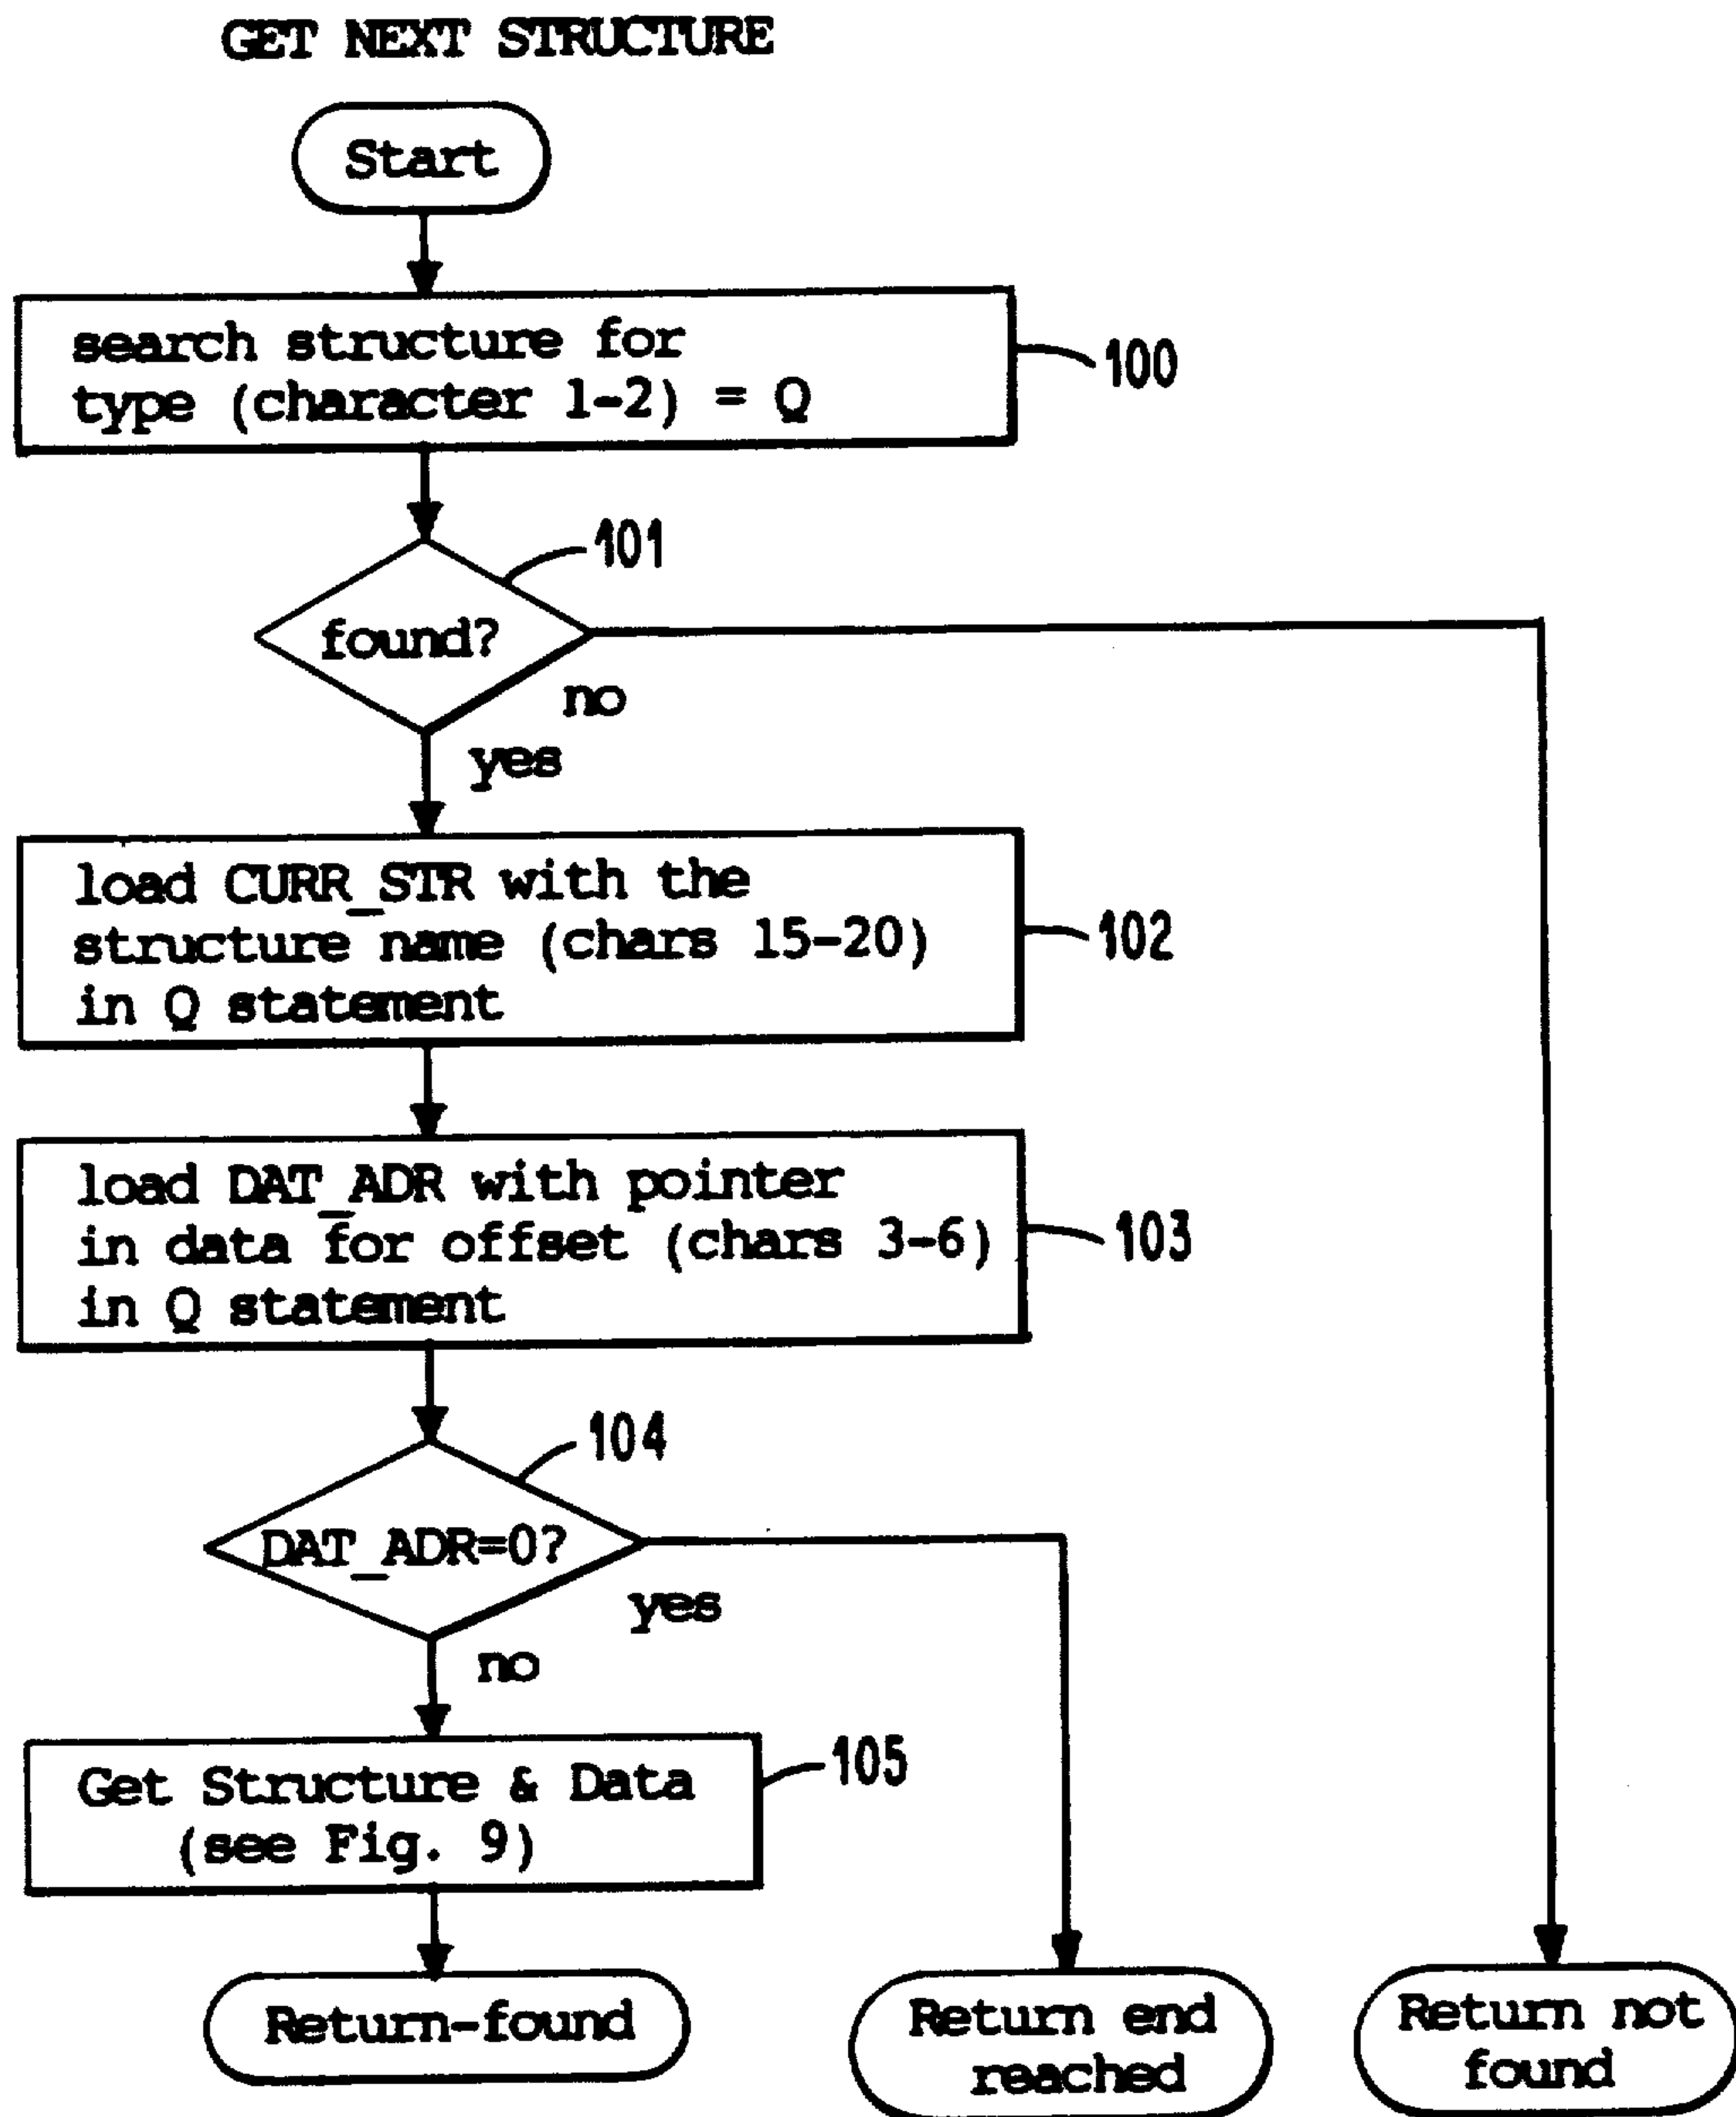 GET NEXT STRUCTURE
Start
search structure for
type (character 1-2) = Q
100
101
found?
no
yes
load CURR_STR with the
structure name (chars 15-20)
in Q statement
102
load DAT_ADR with pointer
in data for offset (chars 3-6)
in Q statement
103
104
DAT_ADR=0?
yes
no
Get Structure & Data
(see Fig. 9)
105
Return-found
Return end
reached
Return not
found